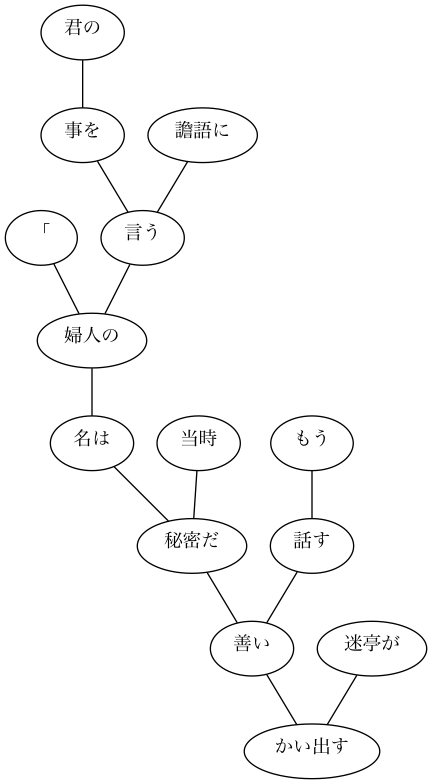 君の
事を
譫語に
「
言う
婦人の
名は
当時
もう
秘密だ
話す
善い
迷亭が
かい出す